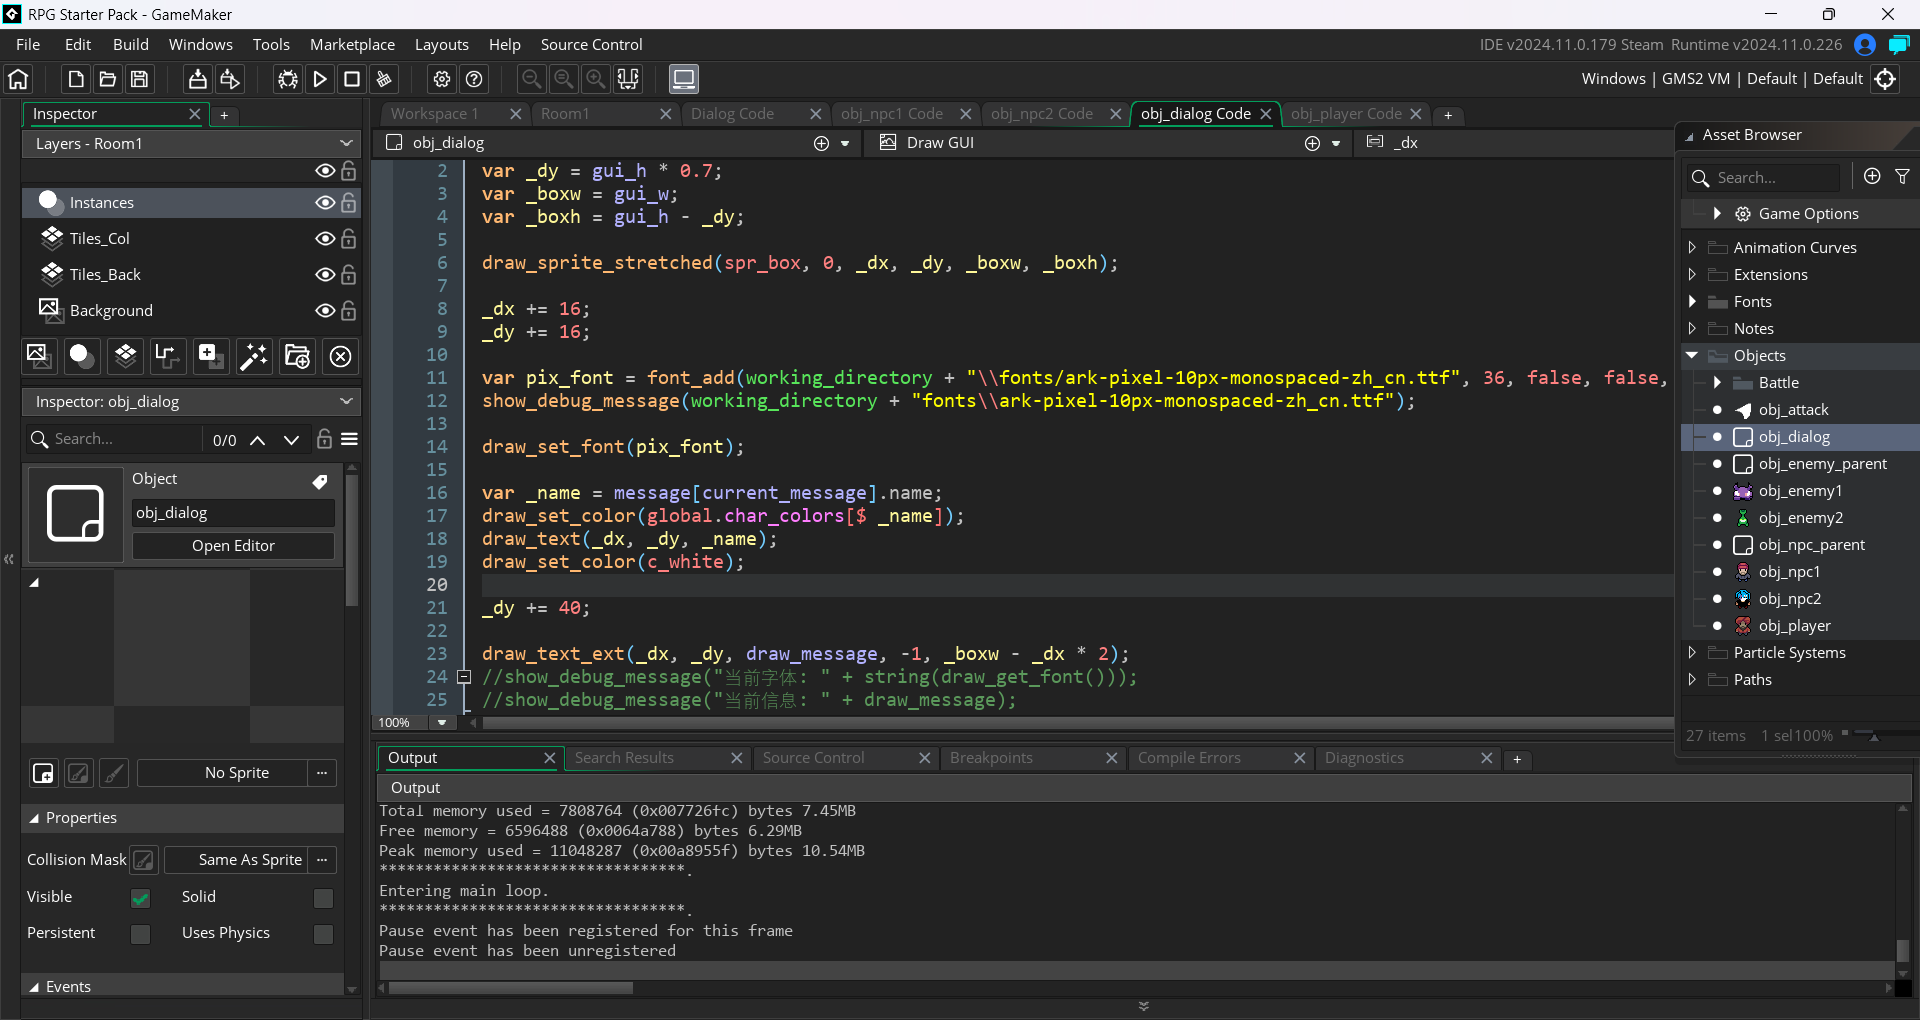 RPG Starter Pack - GameMaker
File Edit Build Windows Tools Marketplace Layouts Help Source Control
IDE v2024.11.0.179 Steam Runtime v2024.11.0.226
Windows | GMS2 VM | Default | Default
Inspector
Layers - Room1
Instances
Tiles_Col
Tiles_Back
Background
Inspector: obj_dialog
Search...
0/0
Object
obj_dialog
Open Editor
No Sprite
Properties
Collision Mask
Same As Sprite
Visible
Solid
Persistent
Uses Physics
Events
Workspace 1
Room1
Dialog Code
obj_npc1 Code
obj_npc2 Code
obj_dialog Code
obj_player Code
obj_dialog
Draw GUI
_dx
2 var _dy = gui_h * 0.7;
3 var _boxw = gui_w;
4 var _boxh = gui_h - _dy;
5
6 draw_sprite_stretched(spr_box, 0, _dx, _dy, _boxw, _boxh);
7
8 _dx += 16;
9 _dy += 16;
10
11 var pix_font = font_add(working_directory + "\\fonts/ark-pixel-10px-monospaced-zh_cn.ttf", 36, false, false,
12 show_debug_message(working_directory + "fonts\\ark-pixel-10px-monospaced-zh_cn.ttf");
13
14 draw_set_font(pix_font);
15
16 var _name = message[current_message].name;
17 draw_set_color(global.char_colors[$ _name]);
18 draw_text(_dx, _dy, _name);
19 draw_set_color(c_white);
20
21 _dy += 40;
22
23 draw_text_ext(_dx, _dy, draw_message, -1, _boxw - _dx * 2);
24 //show_debug_message("当前字体: " + string(draw_get_font()));
25 //show_debug_message("当前信息: " + draw_message);
100%
Output
Search Results
Source Control
Breakpoints
Compile Errors
Diagnostics
Output
Total memory used = 7808764 (0x007726fc) bytes 7.45MB
Free memory = 6596488 (0x0064a788) bytes 6.29MB
Peak memory used = 11048287 (0x00a8955f) bytes 10.54MB
**********************************.
Entering main loop.
**********************************.
Pause event has been registered for this frame
Pause event has been unregistered
Asset Browser
Search...
Game Options
Animation Curves
Extensions
Fonts
Notes
Objects
Battle
obj_attack
obj_dialog
obj_enemy_parent
obj_enemy1
obj_enemy2
obj_npc_parent
obj_npc1
obj_npc2
obj_player
Particle Systems
Paths
27 items 1 sel100%